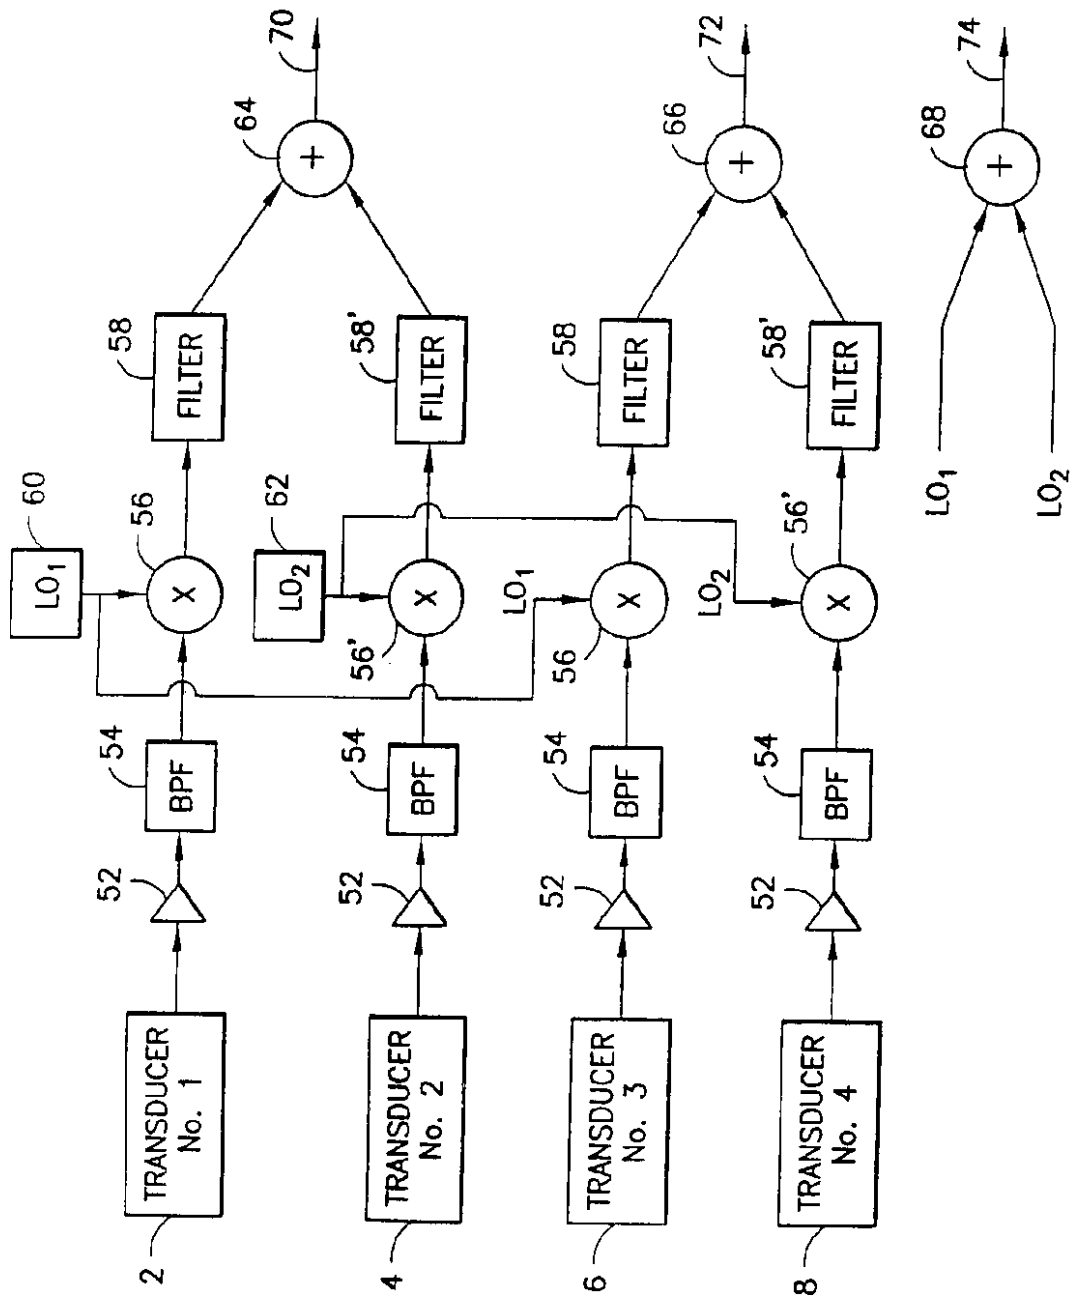 2
TRANSDUCER
No. 1
52
BPF
54
X
56
LO1
60
FILTER
58
+
64
70
4
TRANSDUCER
No. 2
52
BPF
54
X
56'
LO2
62
FILTER
58'
6
TRANSDUCER
No. 3
52
BPF
54
X
56
LO1
FILTER
58
+
66
72
8
TRANSDUCER
No. 4
52
BPF
54
X
56'
LO2
FILTER
58'
LO1
LO2
+
68
74